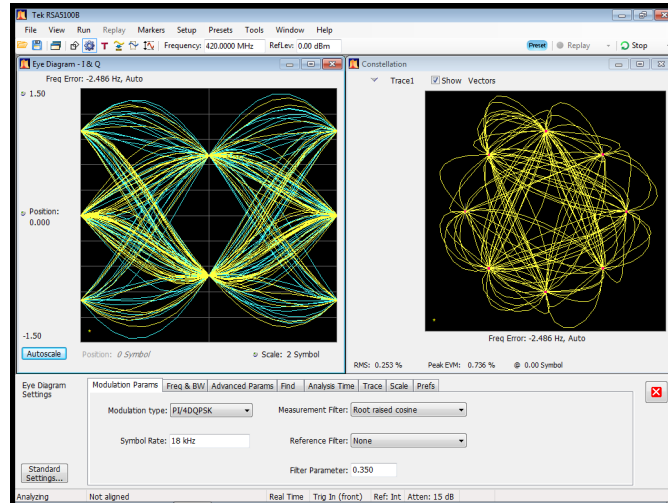 Tek RSA5100B
File View Run Replay Markers Setup Presets Tools Window Help
Frequency: 420.0000 MHz RefLev: 0.00 dBm Preset Replay Stop
Eye Diagram - I & Q
Freq Error: -2.486 Hz, Auto
1.50
Position:
0.000
-1.50
Autoscale Position: 0 Symbol Scale: 2 Symbol
Constellation
Trace1 Show Vectors
Freq Error: -2.486 Hz, Auto
RMS: 0.253 % Peak EVM: 0.736 % @ 0.00 Symbol
Eye Diagram
Settings
Modulation Params Freq & BW Advanced Params Find Analysis Time Trace Scale Prefs
Modulation type: PI/4DQPSK Measurement Filter: Root raised cosine
Symbol Rate: 18 kHz Reference Filter: None
Filter Parameter: 0.350
Standard
Settings...
Analyzing Not aligned Real Time Trig In (front) Ref: Int Atten: 15 dB